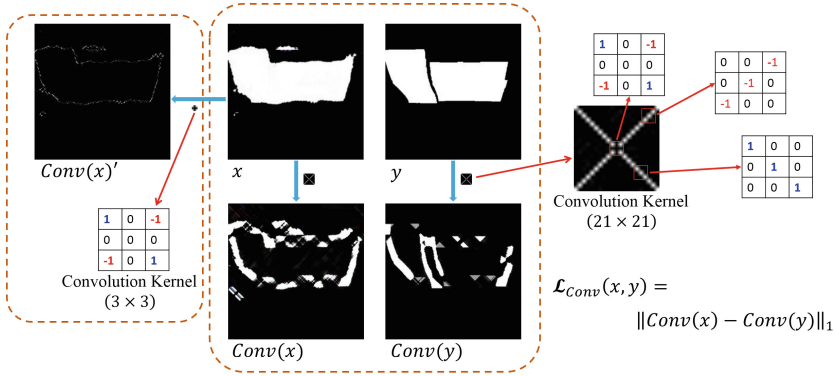 Conv(x)′
x
y
1 0 -1
0 0 0
-1 0 1
Convolution Kernel
(3 × 3)
Conv(x)
Conv(y)
1 0 -1
0 0 0
-1 0 1
0 0 -1
0 -1 0
-1 0 0
1 0 0
0 1 0
0 0 1
Convolution Kernel
(21 × 21)
𝓛Conv(x, y) =
‖Conv(x) − Conv(y)‖1